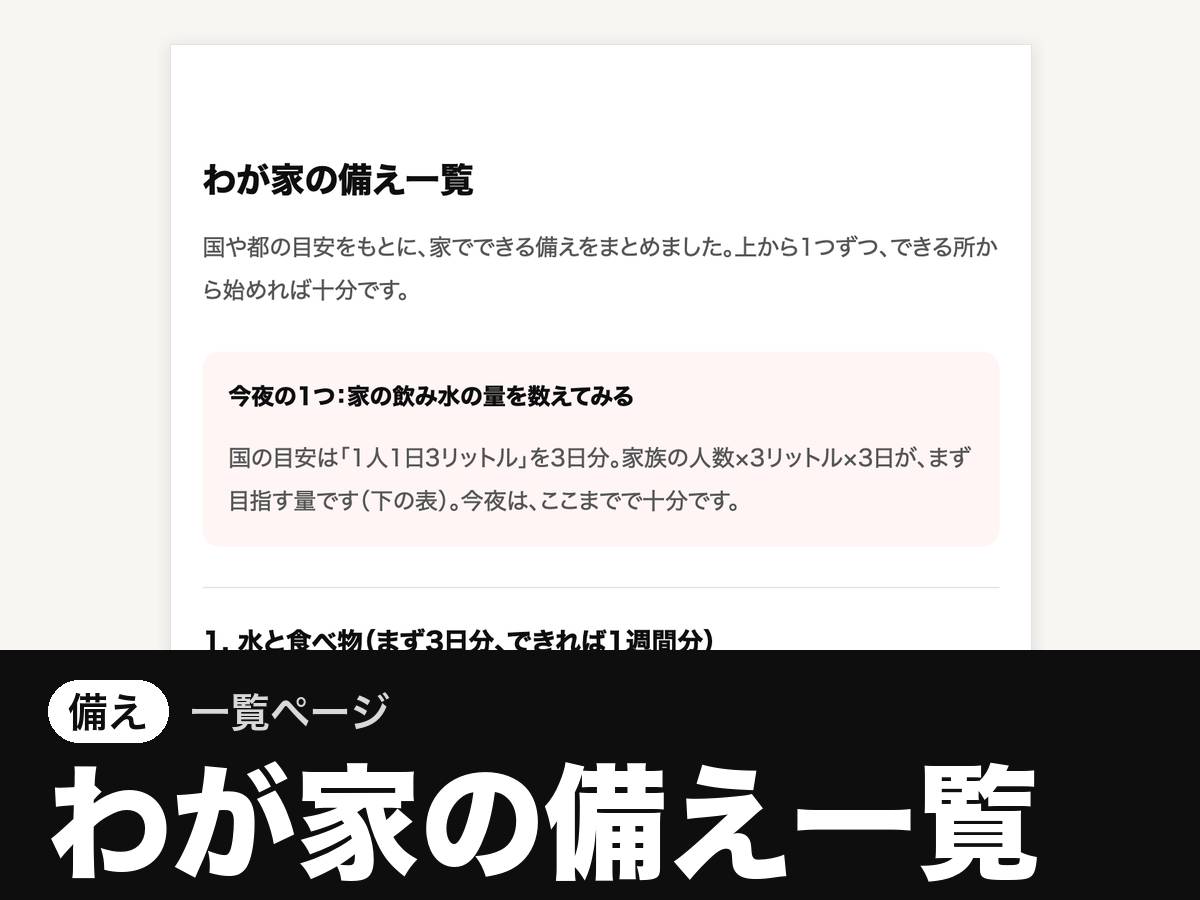 わが家の備え一覧
国や都の目安をもとに、家でできる備えをまとめました。上から1つずつ、できる所か
ら始めれば十分です。
今夜の1つ：家の飲み水の量を数えてみる
国の目安は「1人1日3リットル」を3日分。家族の人数×3リットル×3日が、まず
目指す量です（下の表）。今夜は、ここまでで十分です。
1. 水と食べ物（まず3日分、できれば1週間分）
備え 一覧ページ
わが家の備え一覧